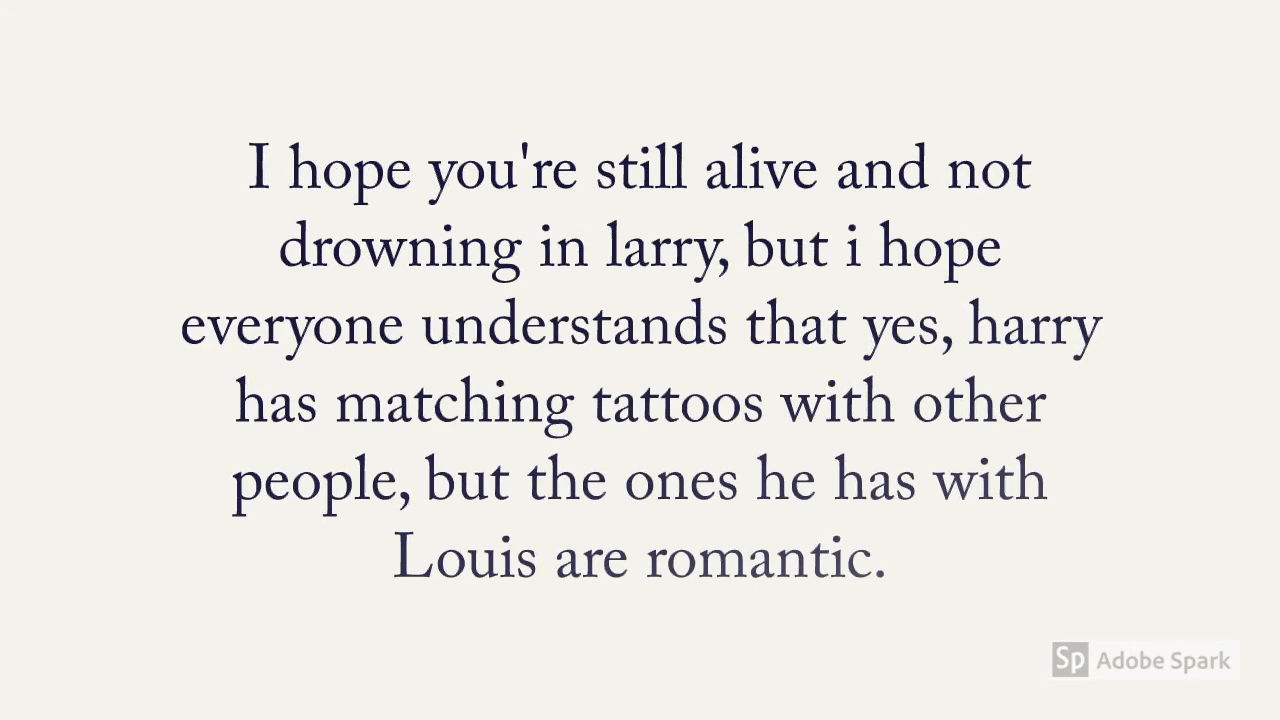 I hope you're still alive and not
drowning in larry, but i hope
everyone understands that yes, harry
has matching tattoos with other
people, but the ones he has with
Louis are romantic.
Sp Adobe Spark